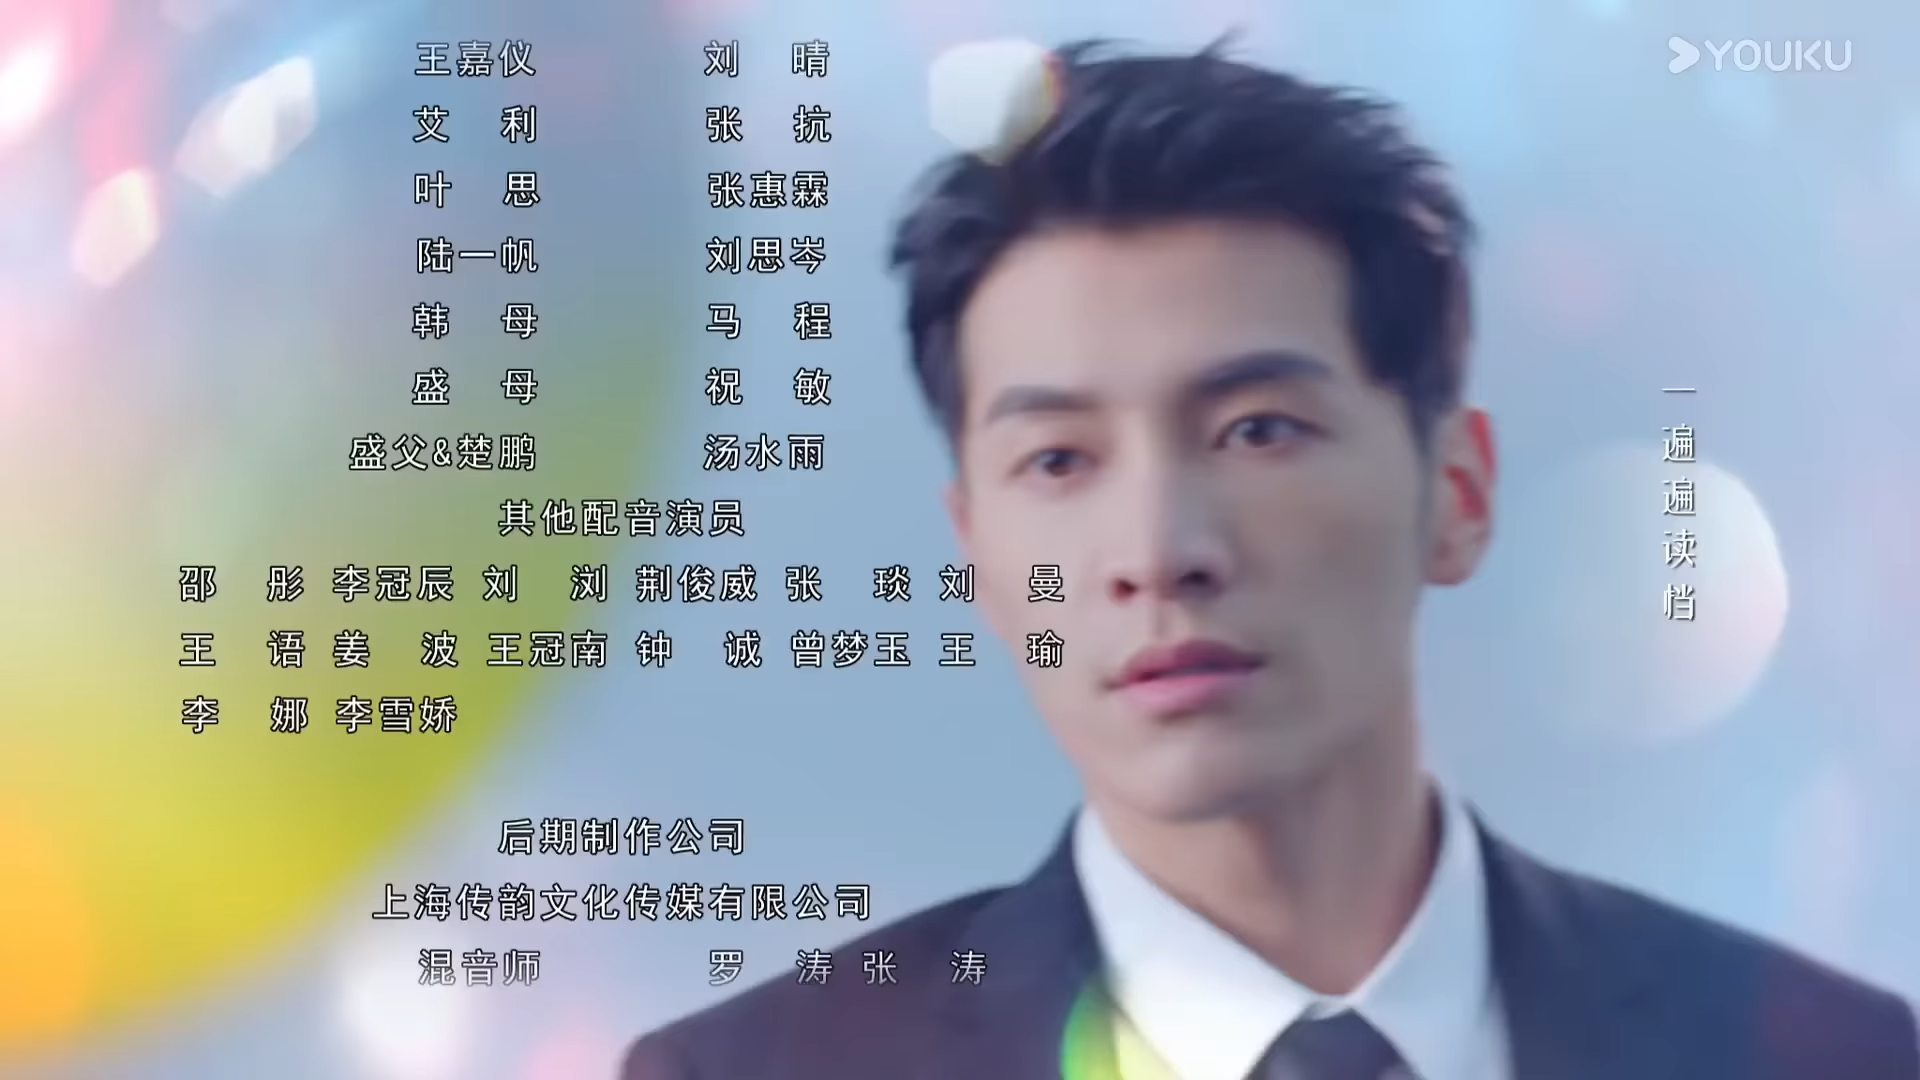 YOUKU
王嘉仪 刘晴
艾利 张抗
叶思 张惠霖
陆一帆 刘思岑
韩母 马程
盛母 祝敏
盛父&楚鹏 汤水雨
其他配音演员
邵彤 李冠辰 刘浏 荆俊威 张琰 刘曼
王语 姜波 王冠南 钟诚 曾梦玉 王瑜
李娜 李雪娇
后期制作公司
上海传韵文化传媒有限公司
混音师 罗涛 张涛
一遍遍读档